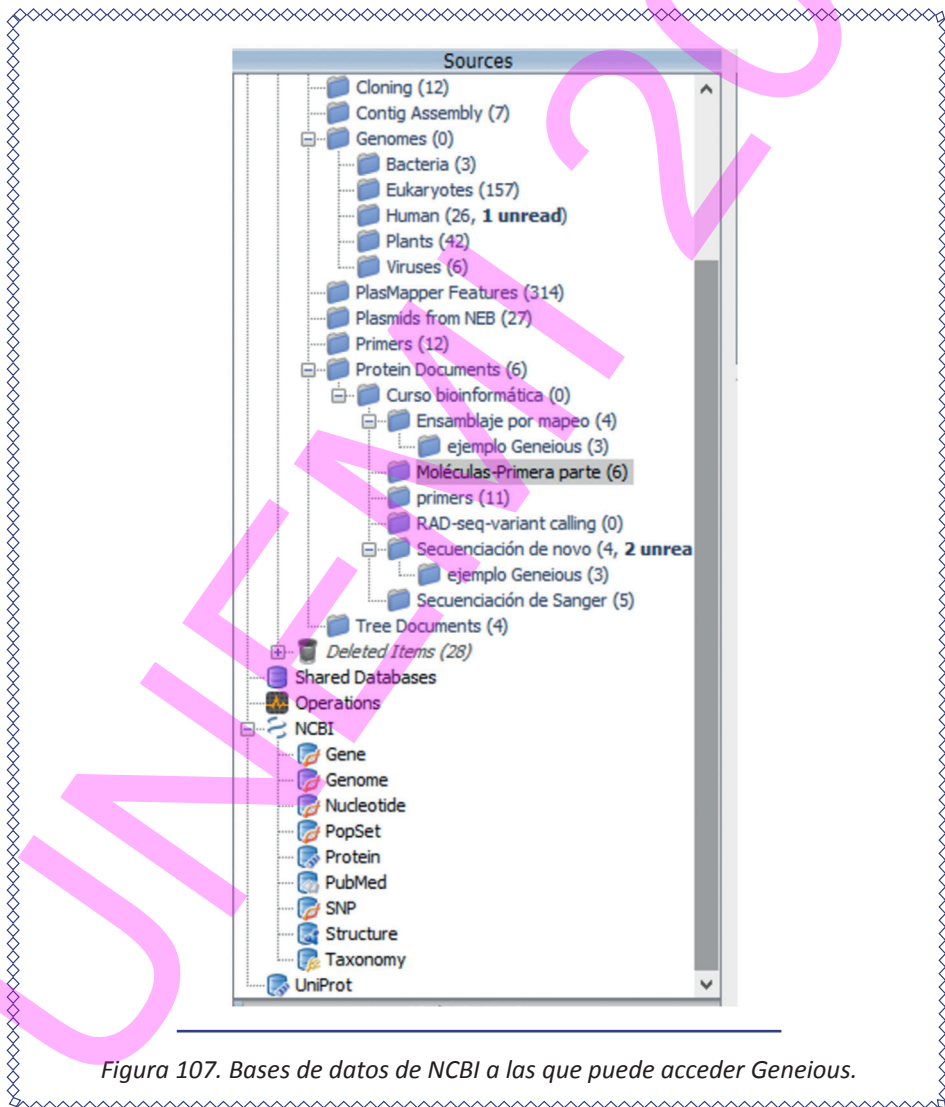 Sources
Cloning (12)
Contig Assembly (7)
Genomes (0)
Bacteria (3)
Eukaryotes (157)
Human (26, 1 unread)
Plants (42)
Viruses (6)
PlasMapper Features (314)
Plasmids from NEB (27)
Primers (12)
Protein Documents (6)
Curso bioinformática (0)
Ensamblaje por mapeo (4)
ejemplo Geneious (3)
Moléculas-Primera parte (6)
primers (11)
RAD-seq-variant calling (0)
Secuenciación de novo (4, 2 unrea
ejemplo Geneious (3)
Secuenciación de Sanger (5)
Tree Documents (4)
Deleted Items (28)
Shared Databases
Operations
NCBI
Gene
Genome
Nucleotide
PopSet
Protein
PubMed
SNP
Structure
Taxonomy
UniProt
Figura 107. Bases de datos de NCBI a las que puede acceder Geneious.
UNEMI 20